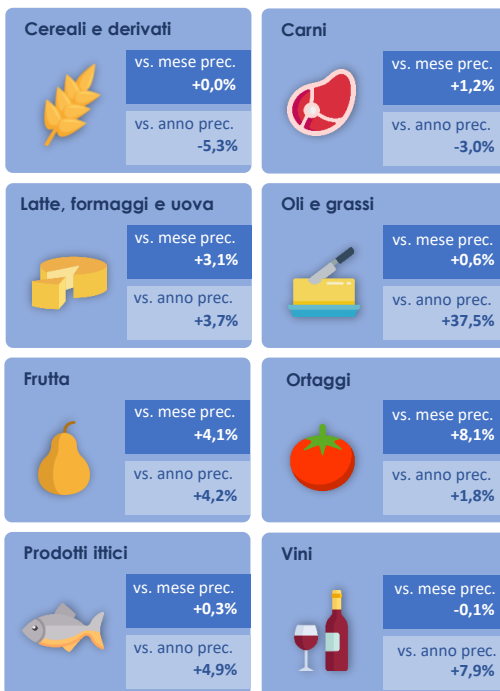 Cereali e derivati
vs. mese prec.
+0,0%
vs. anno prec.
-5,3%
Carni
vs. mese prec.
+1,2%
vs. anno prec.
-3,0%
Latte, formaggi e uova
vs. mese prec.
+3,1%
vs. anno prec.
+3,7%
Oli e grassi
vs. mese prec.
+0,6%
vs. anno prec.
+37,5%
Frutta
vs. mese prec.
+4,1%
vs. anno prec.
+4,2%
Ortaggi
vs. mese prec.
+8,1%
vs. anno prec.
+1,8%
Prodotti ittici
vs. mese prec.
+0,3%
vs. anno prec.
+4,9%
Vini
vs. mese prec.
-0,1%
vs. anno prec.
+7,9%